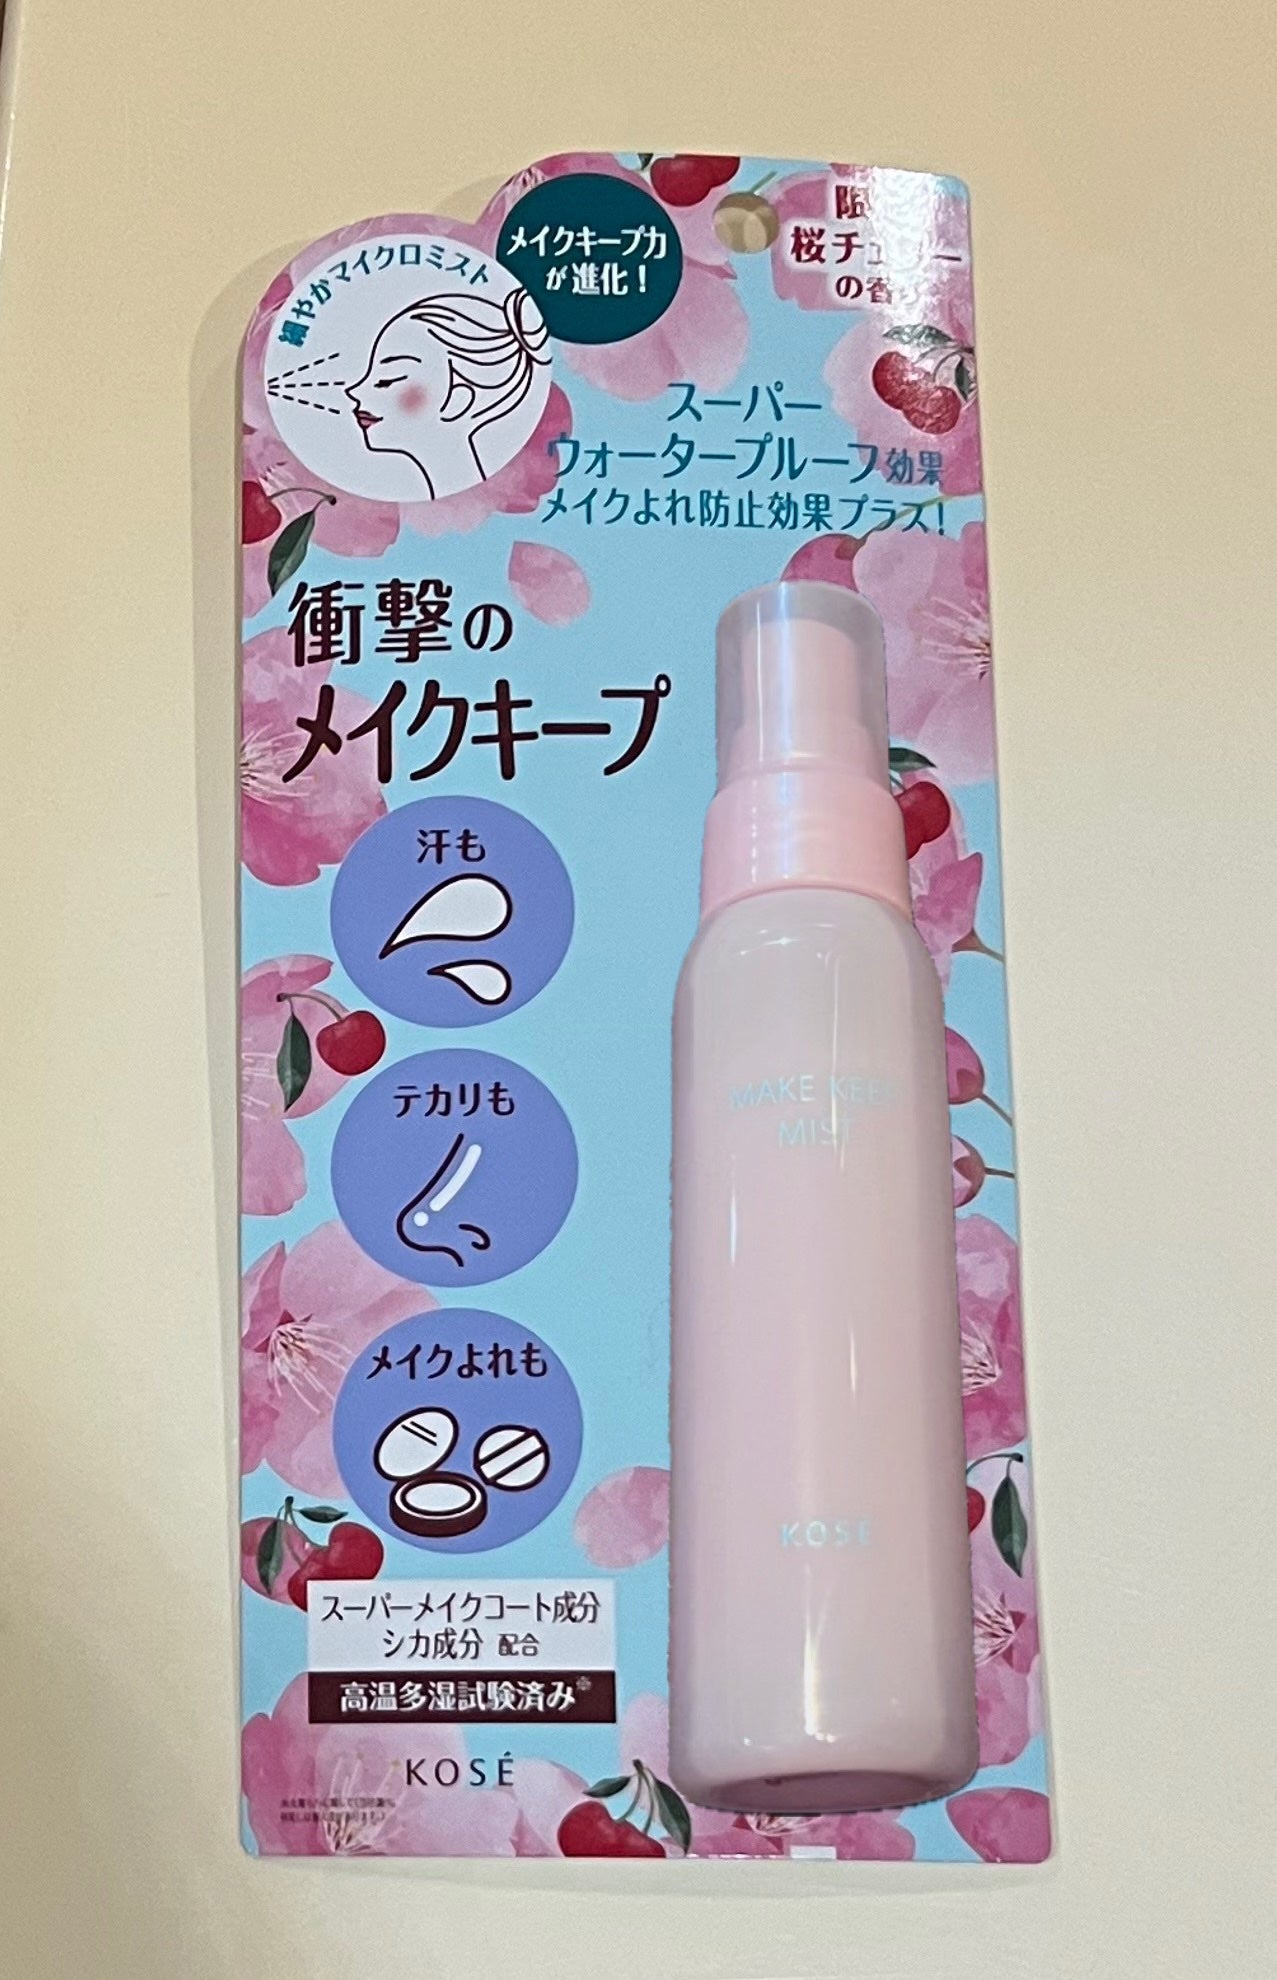 細やかマイクロミスト
メイクキープ力
が進化！
限
桜チェリー
の香り
スーパー
ウォータープルーフ効果
メイクよれ防止効果プラス！
衝撃の
メイクキープ
汗も
テカリも
メイクよれも
MAKE KEEP
MIST
KOSÉ
スーパーメイクコート成分
シカ成分 配合
高温多湿試験済み※
KOSÉ